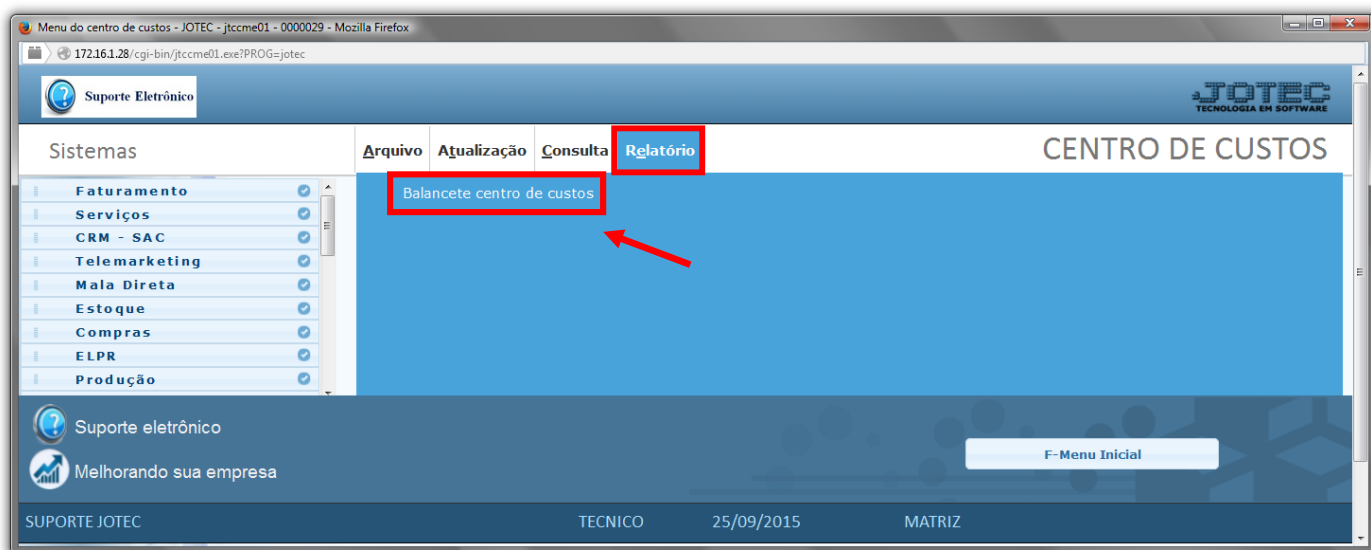 Menu do centro de custos - JOTEC - jtccme01 - 0000029 - Mozilla Firefox
172.16.1.28/cgi-bin/jtccme01.exe?PROG=jotec
Suporte Eletrônico
JOTEC
TECNOLOGIA EM SOFTWARE
Sistemas
Arquivo Atualização Consulta Relatório
CENTRO DE CUSTOS
Balancete centro de custos
Faturamento
Serviços
CRM - SAC
Telemarketing
Mala Direta
Estoque
Compras
ELPR
Produção
Suporte eletrônico
Melhorando sua empresa
F-Menu Inicial
SUPORTE JOTEC TECNICO 25/09/2015 MATRIZ